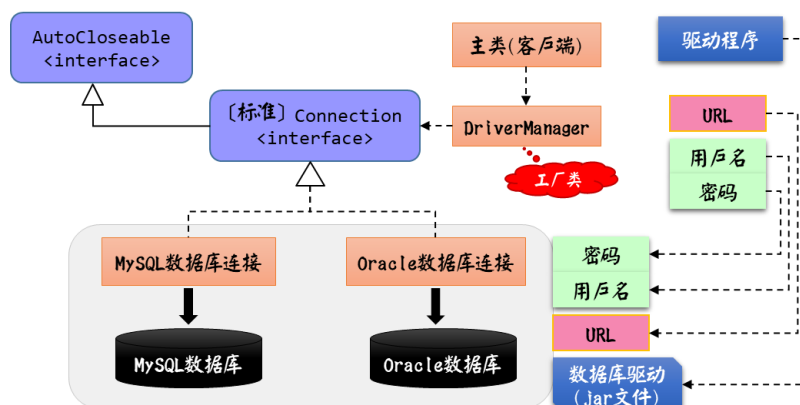 AutoCloseable
<interface>
主类(客户端)
驱动程序
〔标准〕Connection
<interface>
DriverManager
URL
工厂类
用户名
密码
MySQL数据库连接
Oracle数据库连接
密码
用户名
MySQL数据库
Oracle数据库
URL
数据库驱动
(.jar文件)